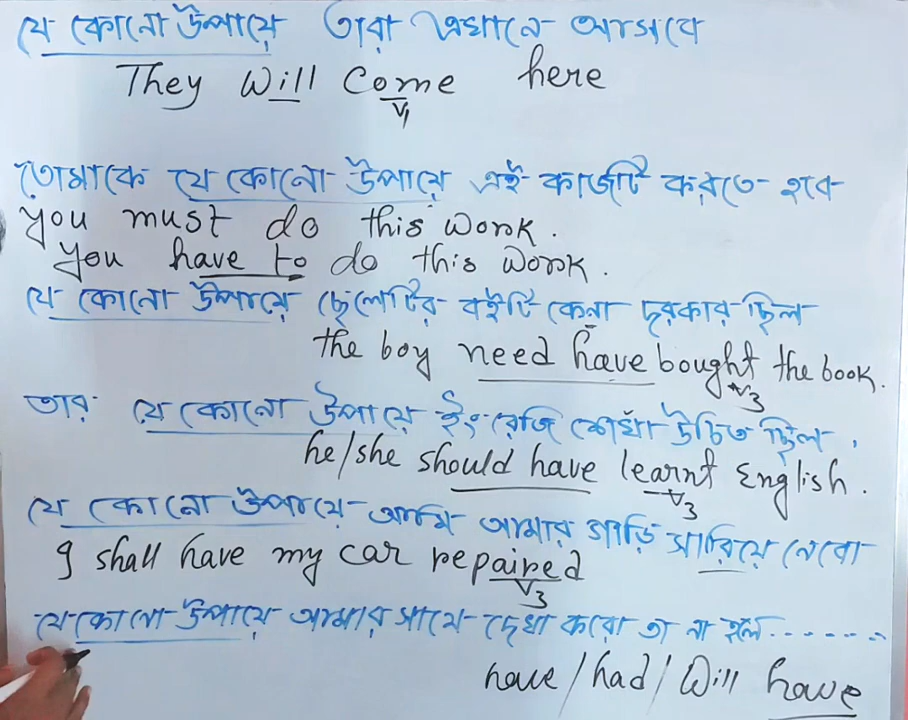 যে কোনো উপায়ে তারা এখানে আসবে
They Will Come here
V1
তোমাকে যে কোনো উপায়ে এই কাজটি করতে হবে
you must do this work.
you have to do this work.
যে কোনো উপায়ে ছেলেটির বইটি কেনা দরকার ছিল
the boy need have bought the book.
V3
তার যে কোনো উপায়ে ইংরেজি শেখা উচিত ছিল.
he/she should have learnt English.
V3
যে কোনো উপায়ে আমি আমার গাড়ি সারিয়ে নেবো
I shall have my car repaired
V3
যে কোনো উপায়ে আমার সাথে দেখা করো তা না হলে.......
have/had/Will have